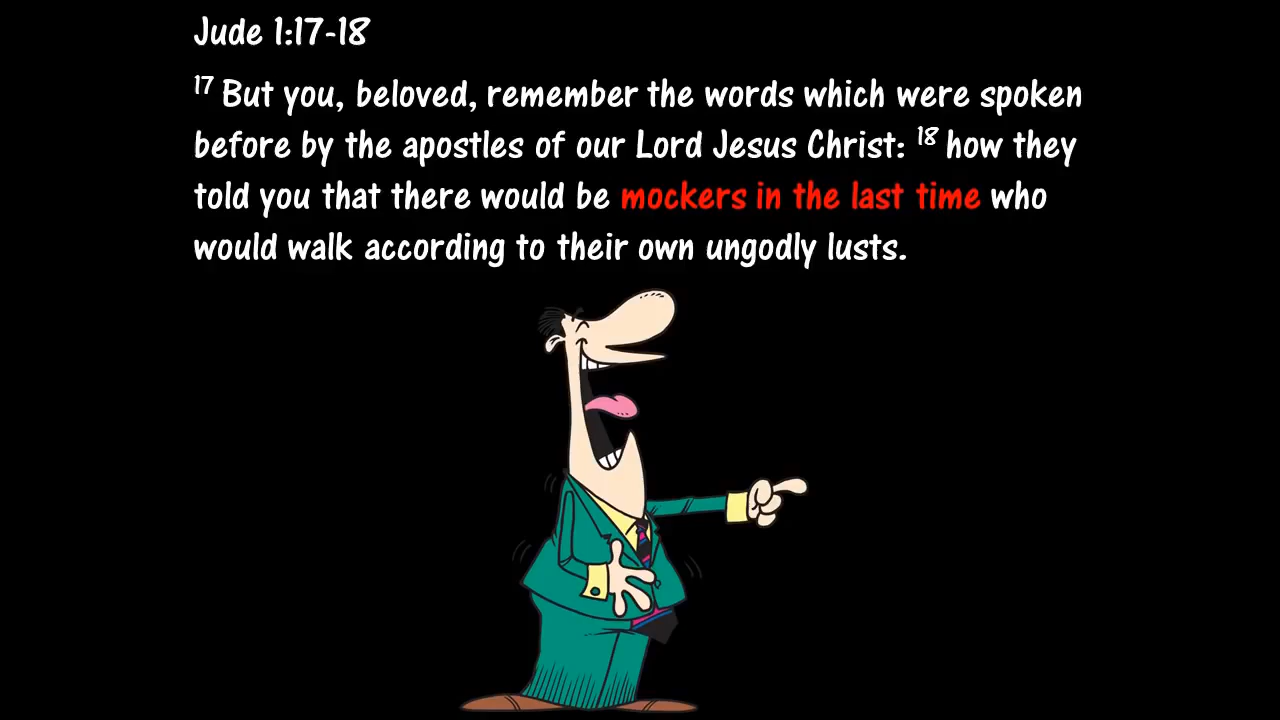 Jude 1:17-18
17 But you, beloved, remember the words which were spoken
before by the apostles of our Lord Jesus Christ: 18 how they
told you that there would be mockers in the last time who
would walk according to their own ungodly lusts.